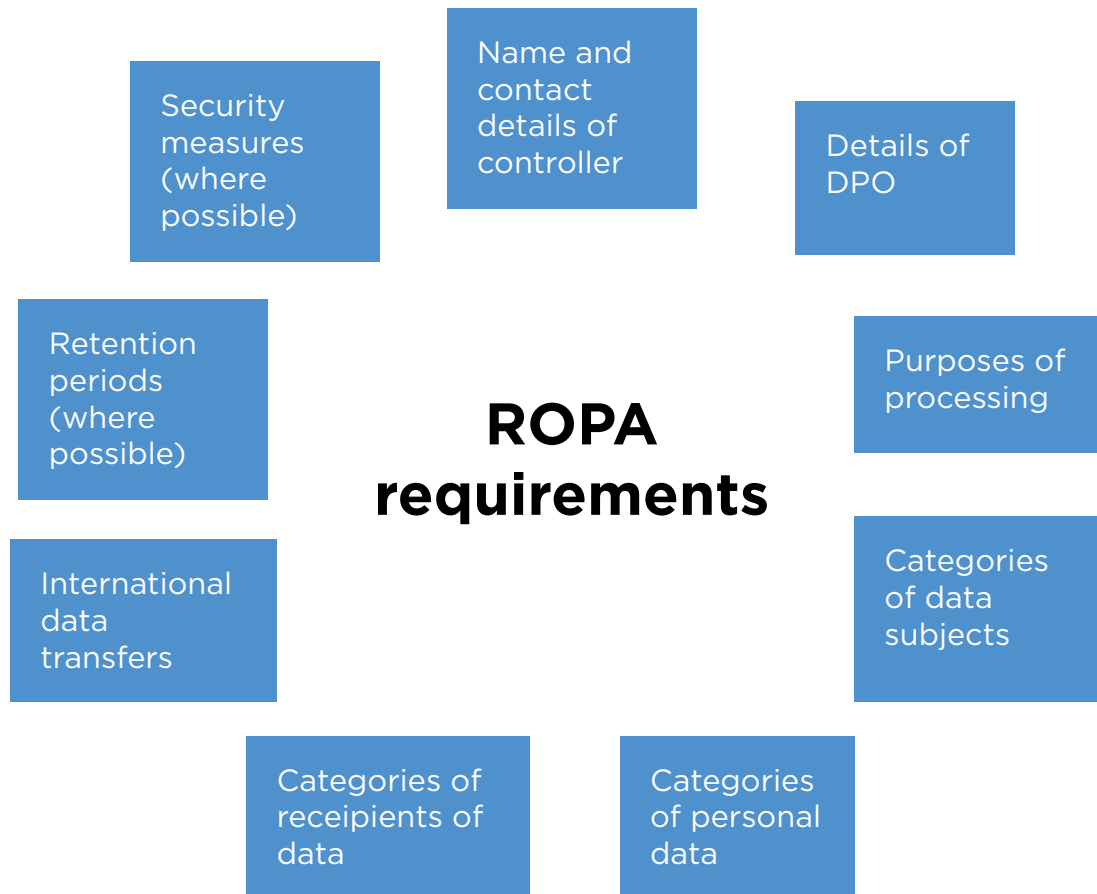 Name and
contact
details of
controller
Details of
DPO
Purposes of
processing
Categories
of data
subjects
Categories
of personal
data
Categories of
receipients of
data
International
data
transfers
Retention
periods
(where
possible)
Security
measures
(where
possible)
ROPA
requirements